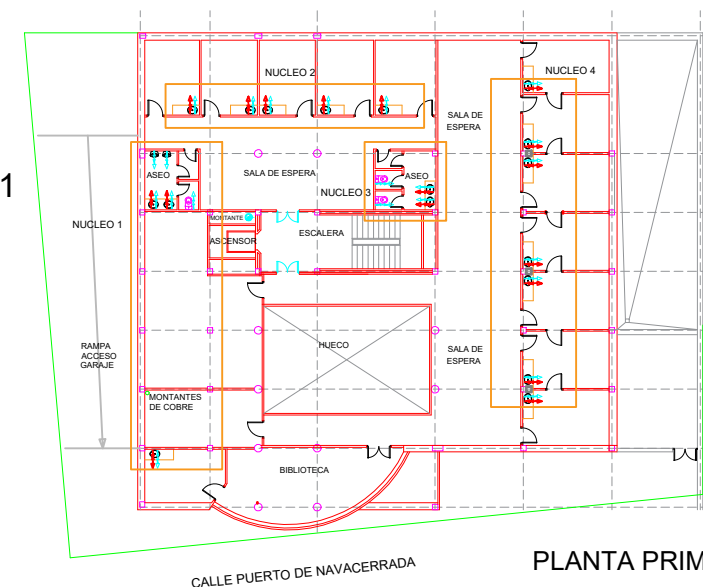 NUCLEO 2
NUCLEO 4
SALA DE
ESPERA
ASEO
SALA DE ESPERA
NUCLEO 3
ASEO
1
NUCLEO 1
MONTANTE
ESCALERA
ASCENSOR
RAMPA
ACCESO
GARAJE
HUECO
SALA DE
ESPERA
MONTANTES
DE COBRE
BIBLIOTECA
CALLE PUERTO DE NAVACERRADA
PLANTA PRIM